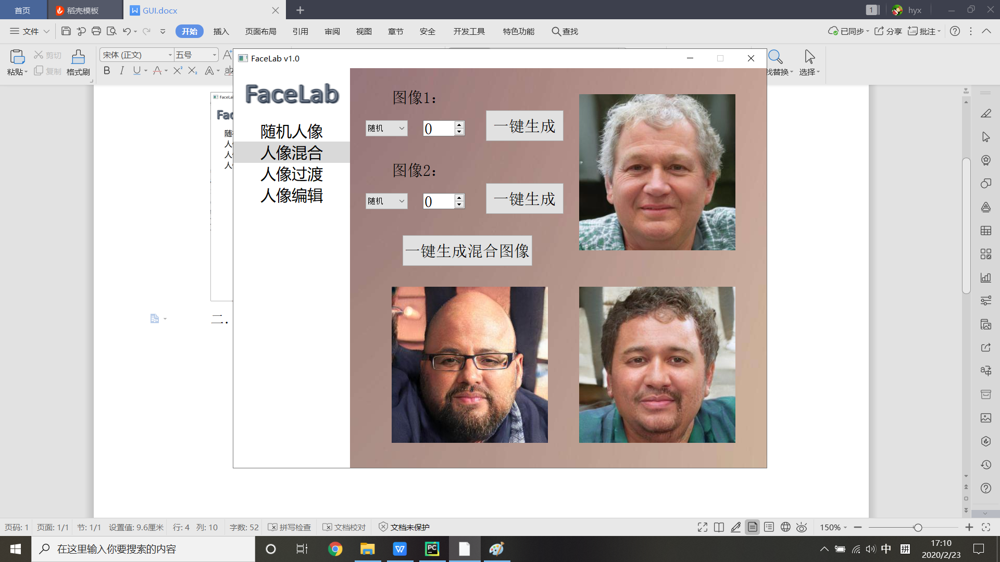 首页 稻壳模板 GUI.docx 1 hyx
文件 开始 插入 页面布局 引用 审阅 视图 章节 安全 开发工具 特色功能 查找 已同步 分享 批注
粘贴 剪切 复制 格式刷 宋体 (正文) 五号 找替换 选择
FaceLab v1.0
FaceLab
随机人像
人像混合
人像过渡
人像编辑
图像1：
随机 0 一键生成
图像2：
随机 0 一键生成
一键生成混合图像
二.
页码: 1 页面: 1/1 节: 1/1 设置值: 9.6厘米 行: 4 列: 10 字数: 52 拼写检查 文档校对 文档未保护 150%
在这里输入你要搜索的内容 中 拼 17:10
2020/2/23